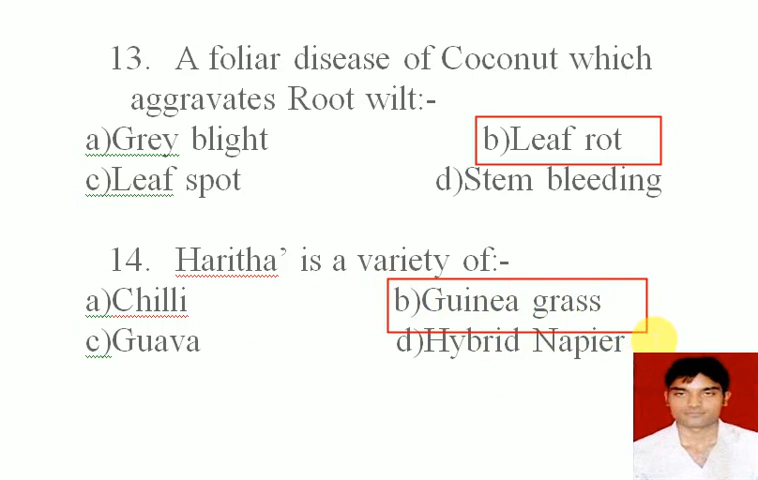 13. A foliar disease of Coconut which
aggravates Root wilt:-
a)Grey blight b)Leaf rot
c)Leaf spot d)Stem bleeding
14. Haritha’ is a variety of:-
a)Chilli b)Guinea grass
c)Guava d)Hybrid Napier